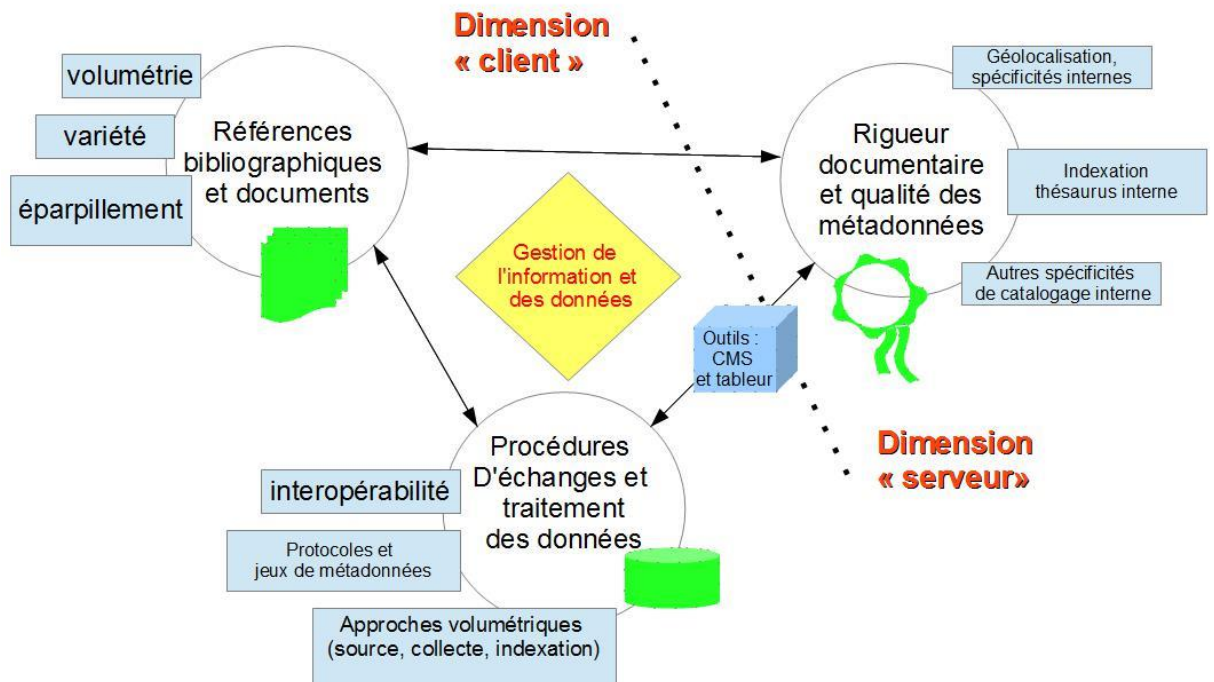 Dimension
« client »
volumétrie
variété
éparpillement
Références
bibliographiques
et documents
Géolocalisation,
spécificités internes
Rigueur
documentaire
et qualité des
métadonnées
Indexation
thésaurus interne
Autres spécificités
de catalogage interne
Gestion de
l'information et
des données
Outils :
CMS
et tableur
Dimension
« serveur»
Procédures
D'échanges et
traitement
des données
interopérabilité
Protocoles et
jeux de métadonnées
Approches volumétriques
(source, collecte, indexation)